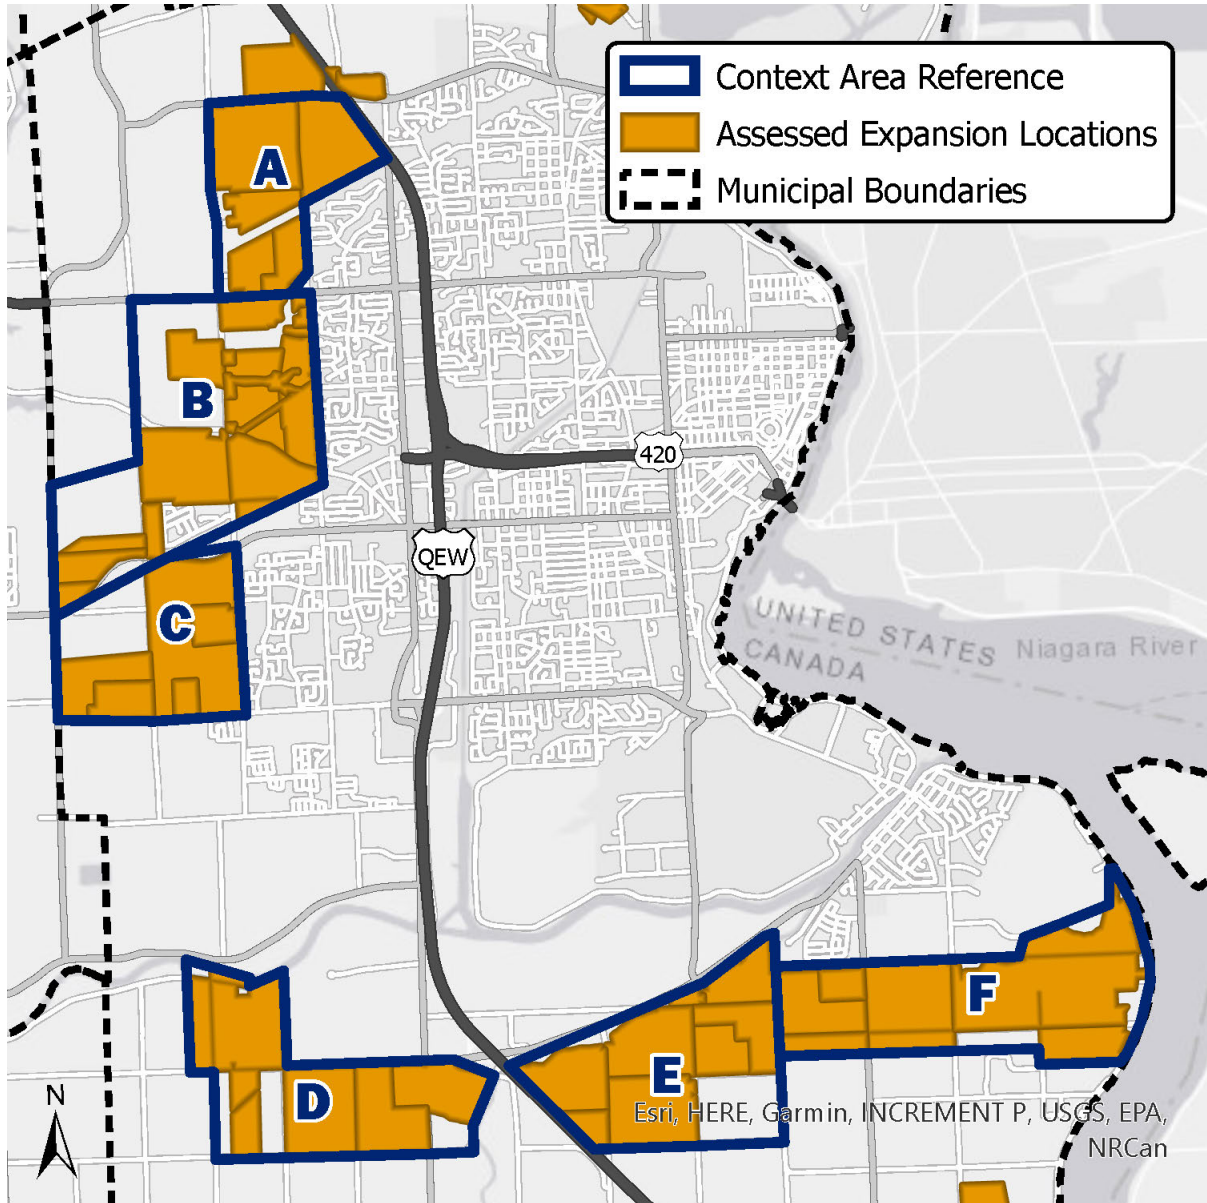 Context Area Reference
Assessed Expansion Locations
Municipal Boundaries
A
B
420
QEW
C
UNITED STATES
Niagara River
CANADA
F
E
D
N
Esri, HERE, Garmin, INCREMENT P, USGS, EPA,
NRCan